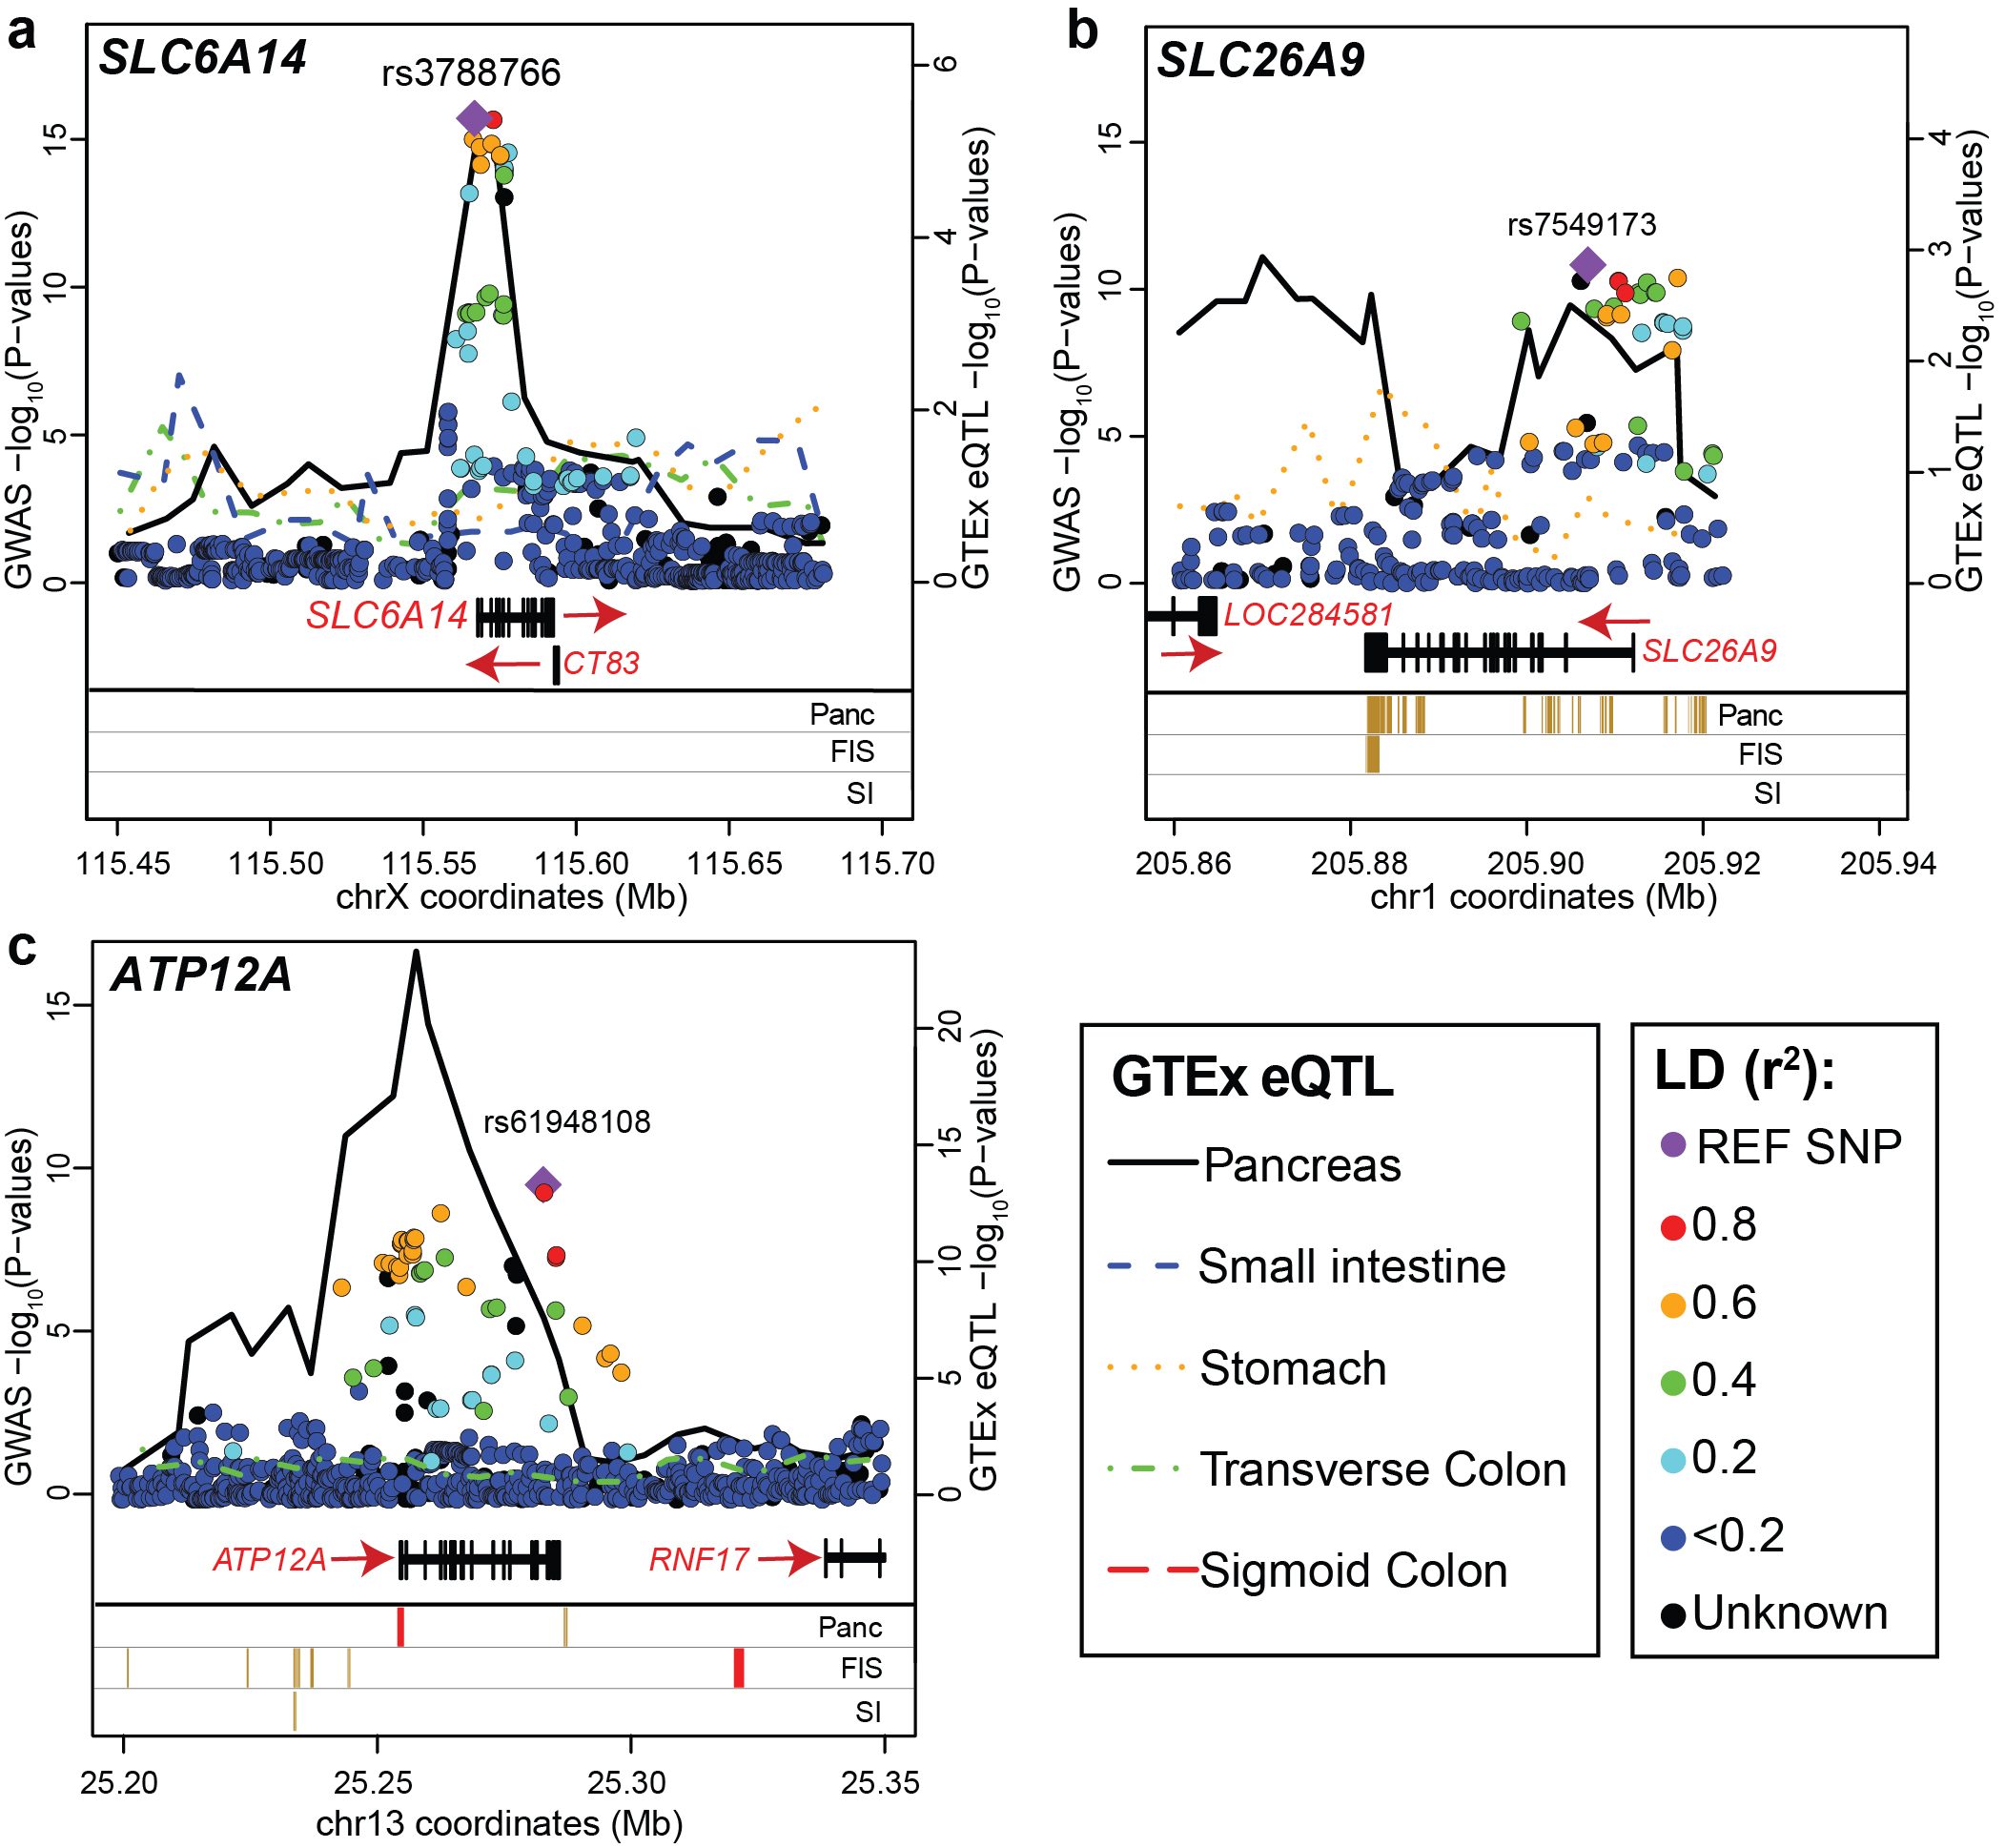 a
SLC6A14
rs3788766
GWAS −log10(P−values)
0 5 10 15
GTEx eQTL −log10(P−values)
0 2 4 6
SLC6A14
CT83
Panc
FIS
SI
115.45 115.50 115.55 115.60 115.65 115.70
chrX coordinates (Mb)
b
SLC26A9
rs7549173
GWAS −log10(P−values)
0 5 10 15
GTEx eQTL −log10(P−values)
0 1 2 3 4
LOC284581
SLC26A9
Panc
FIS
SI
205.86 205.88 205.90 205.92 205.94
chr1 coordinates (Mb)
c
ATP12A
rs61948108
GWAS −log10(P−values)
0 5 10 15
GTEx eQTL −log10(P−values)
0 5 10 15 20
ATP12A
RNF17
Panc
FIS
SI
25.20 25.25 25.30 25.35
chr13 coordinates (Mb)
GTEx eQTL
Pancreas
Small intestine
Stomach
Transverse Colon
Sigmoid Colon
LD (r²):
REF SNP
0.8
0.6
0.4
0.2
<0.2
Unknown